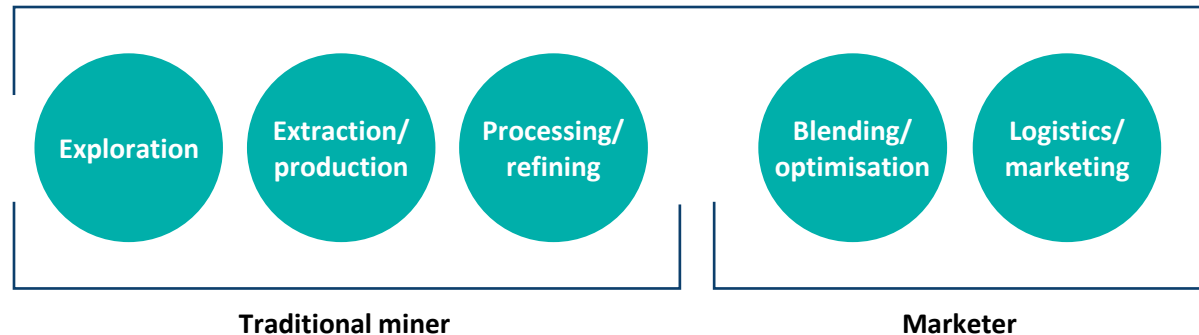 Exploration
Extraction/
production
Processing/
refining
Blending/
optimisation
Logistics/
marketing
Traditional miner
Marketer